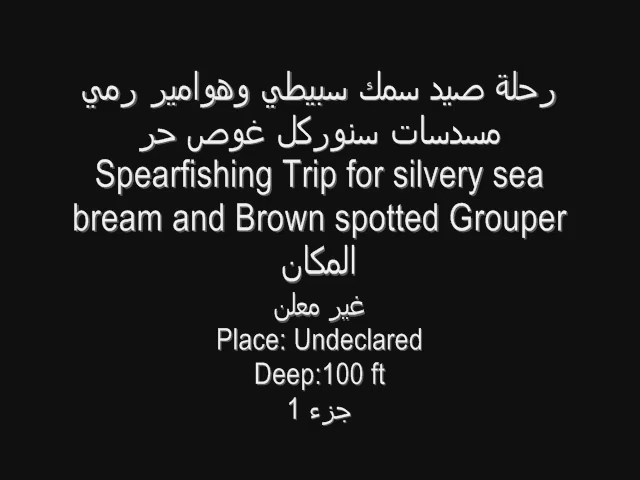 رحلة صيد سمك سبيطي وهوامير رمي
مسدسات سنوركل غوص حر
Spearfishing Trip for silvery sea
bream and Brown spotted Grouper
المكان
غير معلن
Place: Undeclared
Deep:100 ft
جزء 1